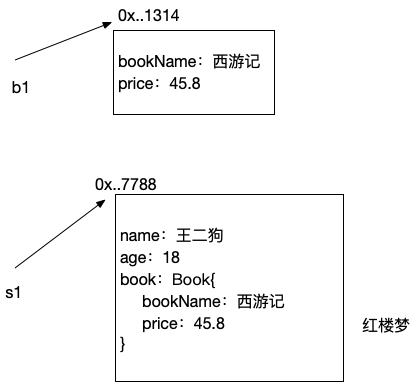 0x..1314
bookName：西游记
price：45.8
b1
0x..7788
name：王二狗
age：18
book：Book{
bookName：西游记
price：45.8
}
s1
红楼梦